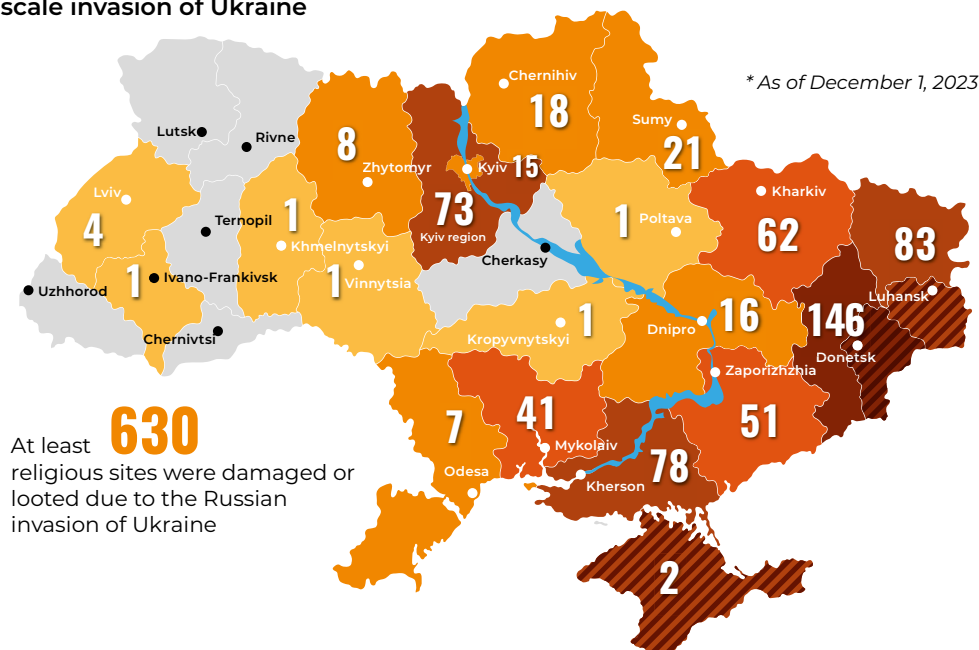 scale invasion of Ukraine
* As of December 1, 2023
Chernihiv
18
Sumy
21
Lutsk
Rivne
8
Zhytomyr
Kyiv
15
73
Kyiv region
Kharkiv
62
Lviv
4
Ternopil
1
Khmelnytskyi
1
Poltava
83
Luhansk
Cherkasy
Uzhhorod
1
Ivano-Frankivsk
1
Vinnytsia
Chernivtsi
1
Kropyvnytskyi
Dnipro
16
146
Donetsk
Zaporizhzhia
51
41
Mykolaiv
7
Odesa
78
Kherson
2
At least 630
religious sites were damaged or
looted due to the Russian
invasion of Ukraine